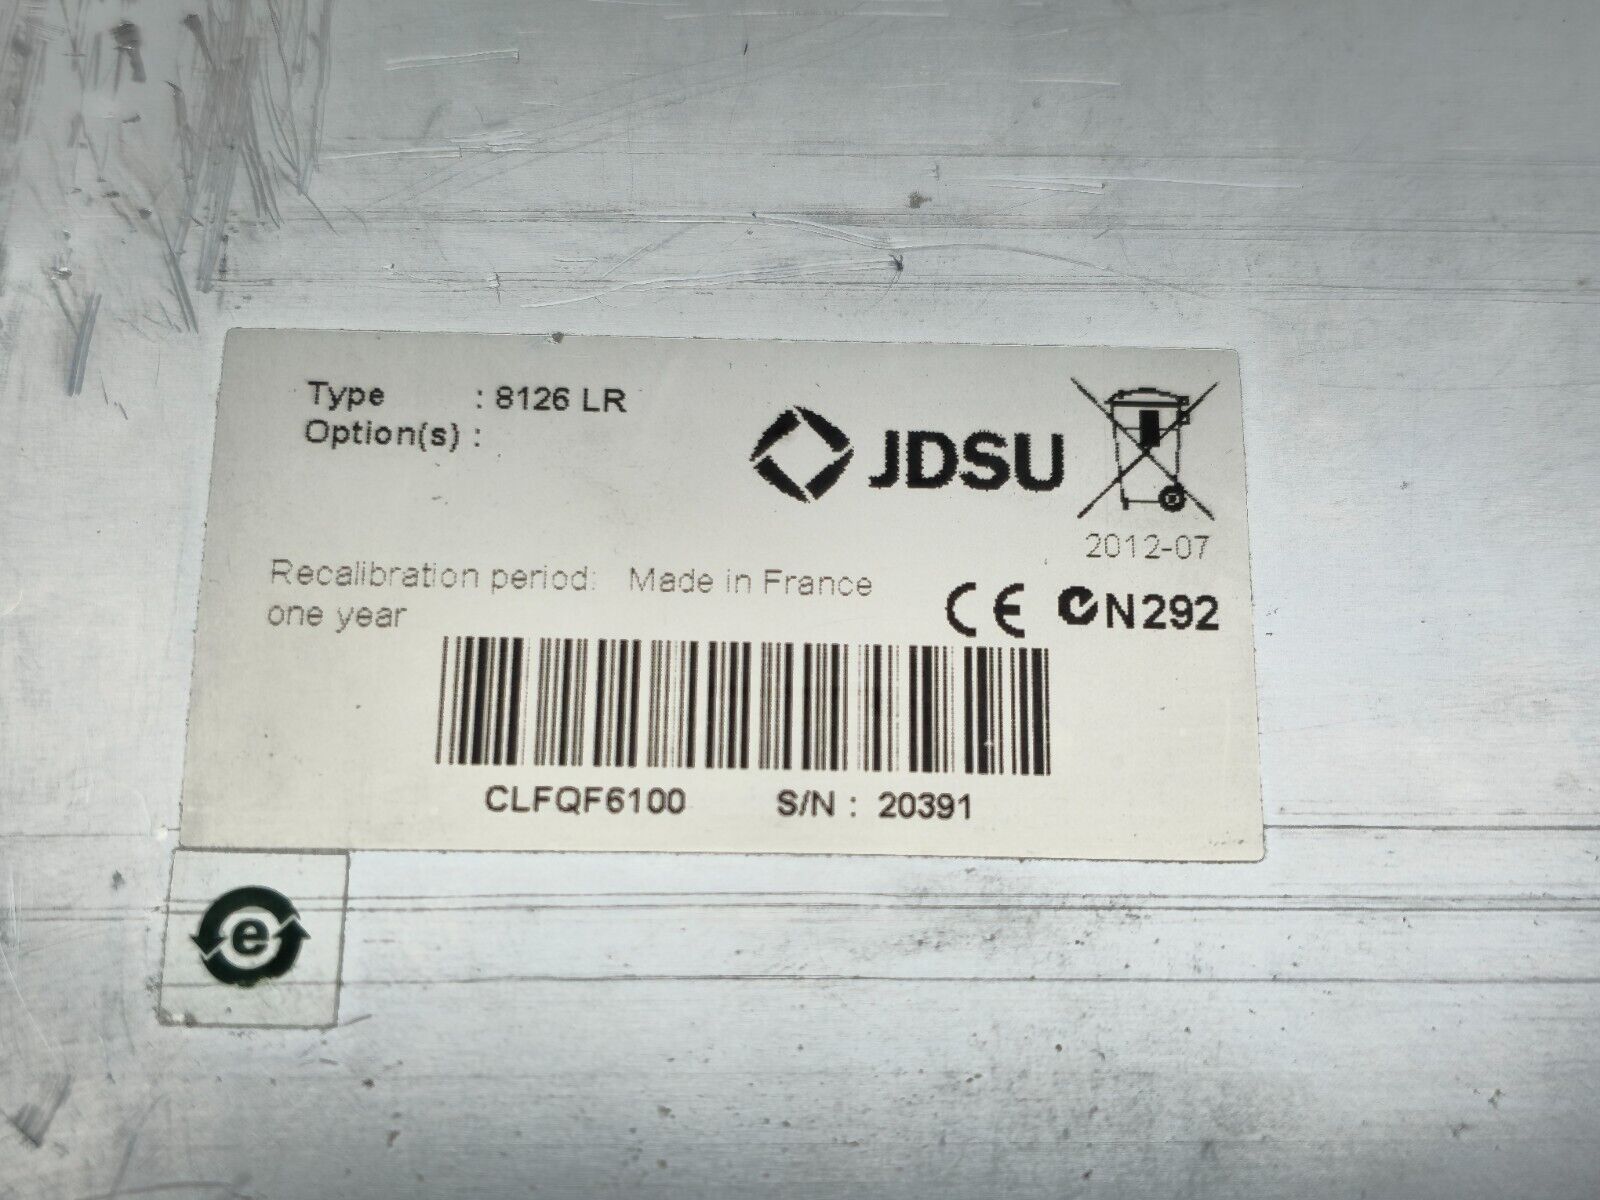 Type : 8126 LR
Option(s) :
JDSU
2012-07
Recalibration period: Made in France
one year
CE N292
CLFQF6100 S/N : 20391
e